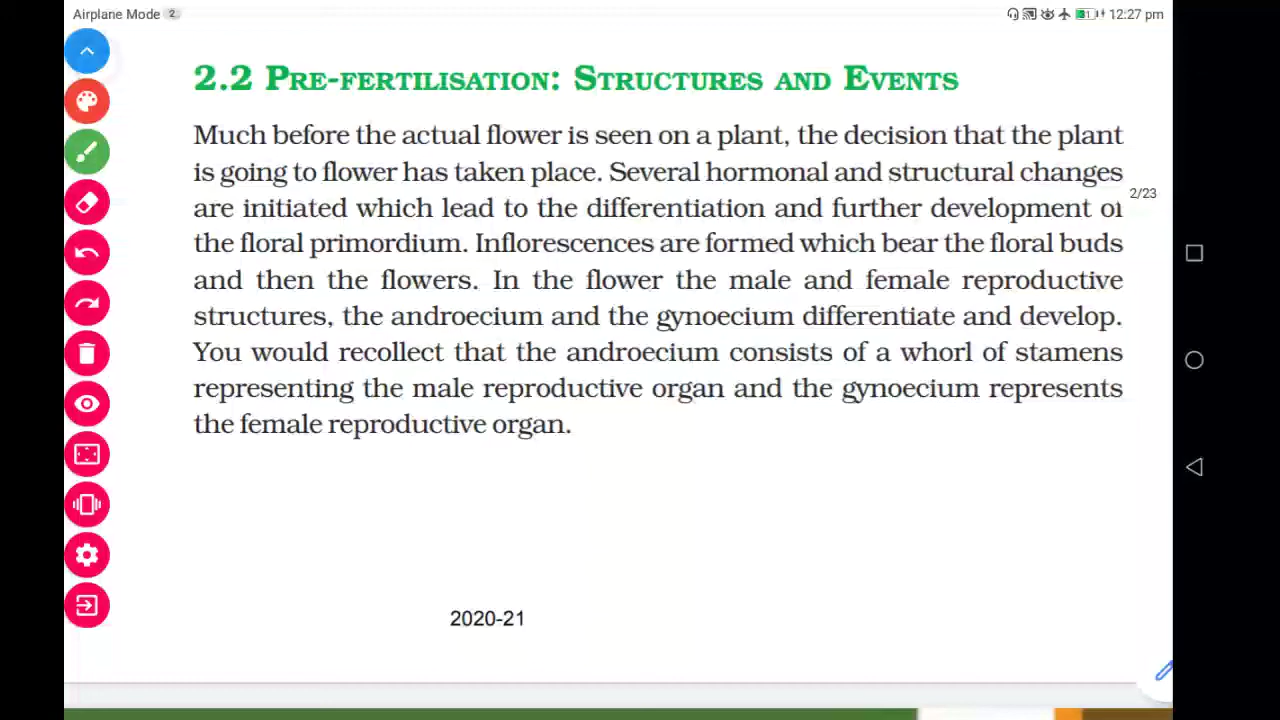 Airplane Mode 2
31 12:27 pm
2.2 PRE-FERTILISATION: STRUCTURES AND EVENTS
Much before the actual flower is seen on a plant, the decision that the plant
is going to flower has taken place. Several hormonal and structural changes
2/23
are initiated which lead to the differentiation and further development of
the floral primordium. Inflorescences are formed which bear the floral buds
and then the flowers. In the flower the male and female reproductive
structures, the androecium and the gynoecium differentiate and develop.
You would recollect that the androecium consists of a whorl of stamens
representing the male reproductive organ and the gynoecium represents
the female reproductive organ.
2020-21